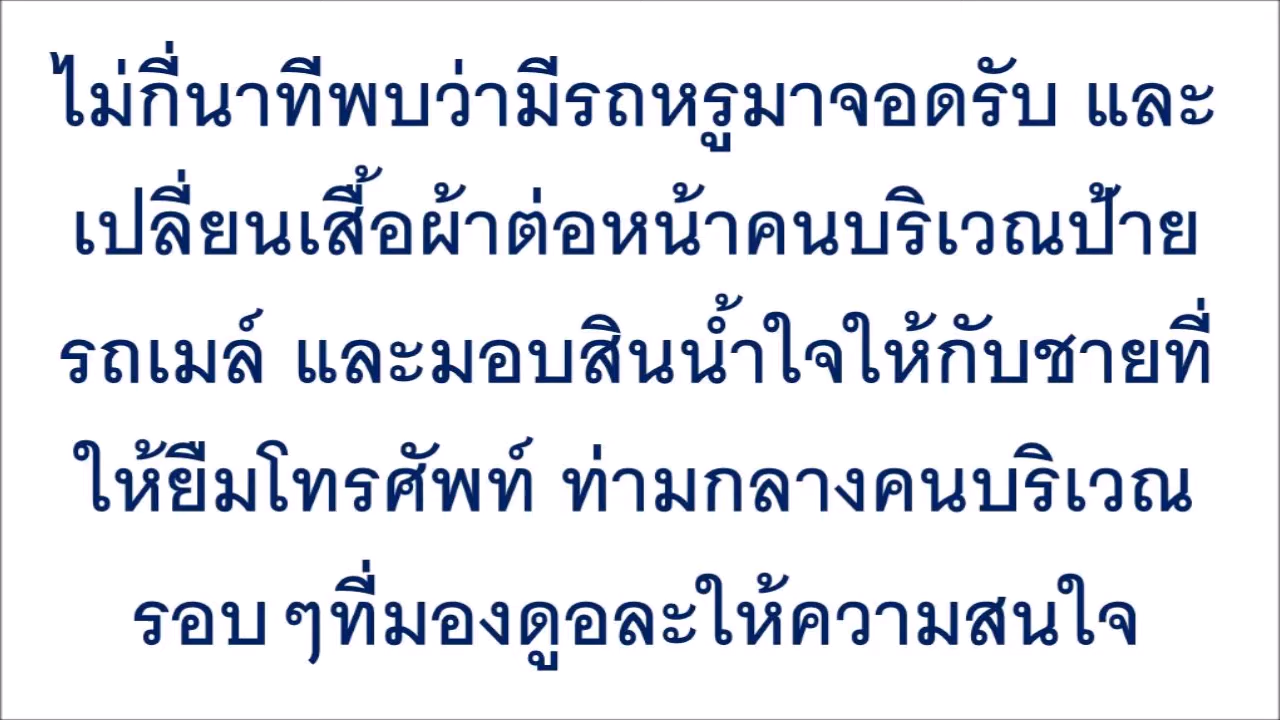 ไม่กี่นาทีพบว่ามีรถหรูมาจอดรับ และ
เปลี่ยนเสื้อผ้าต่อหน้าคนบริเวณป้าย
รถเมล์ และมอบสินน้ำใจให้กับชายที่
ให้ยืมโทรศัพท์ ท่ามกลางคนบริเวณ
รอบๆที่มองดูอละให้ความสนใจ